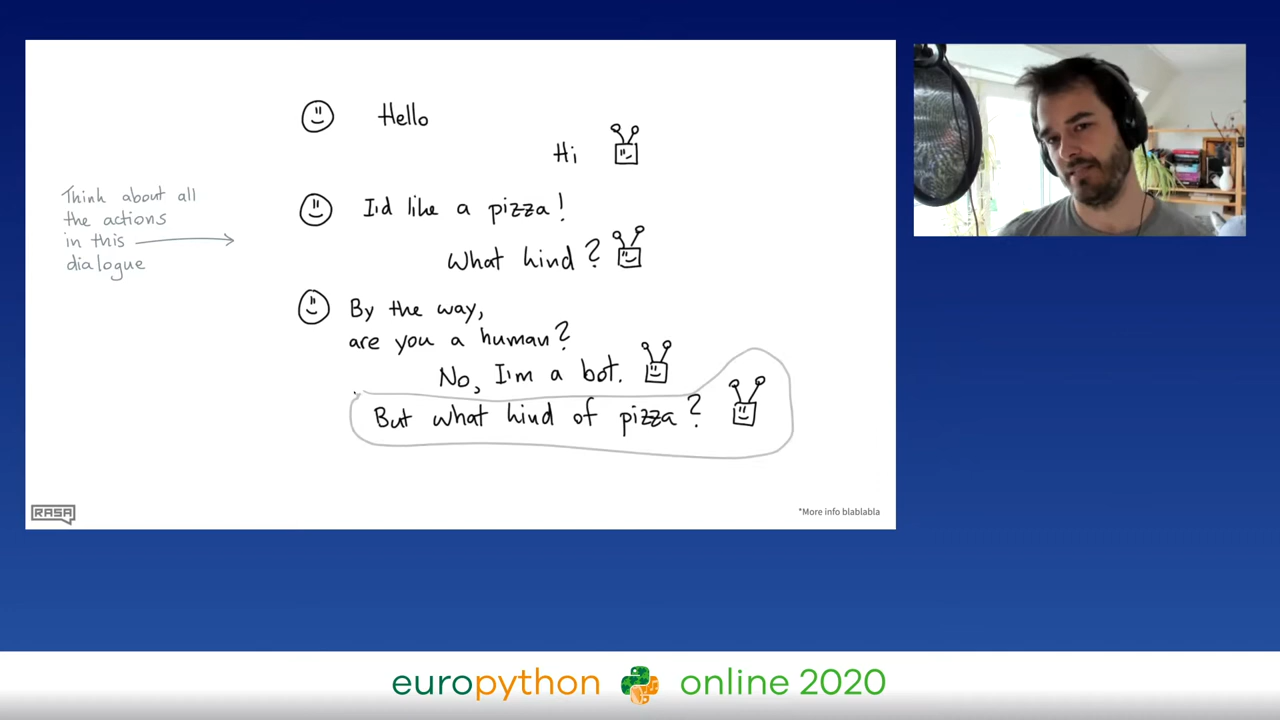 Hello
Hi
Think about all
the actions
in this
dialogue
I'd like a pizza!
What kind?
By the way,
are you a human?
No, I'm a bot.
But what kind of pizza?
RASA
*More info blablabla
europython online 2020